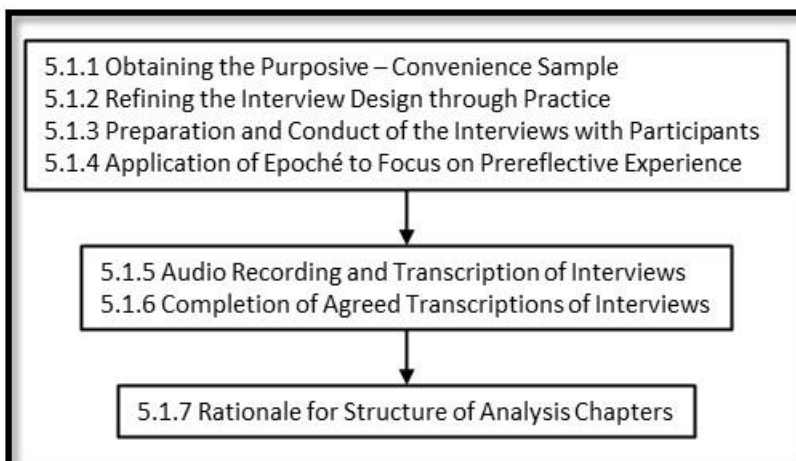 5.1.1 Obtaining the Purposive – Convenience Sample
5.1.2 Refining the Interview Design through Practice
5.1.3 Preparation and Conduct of the Interviews with Participants
5.1.4 Application of Epoché to Focus on Prereflective Experience
5.1.5 Audio Recording and Transcription of Interviews
5.1.6 Completion of Agreed Transcriptions of Interviews
5.1.7 Rationale for Structure of Analysis Chapters